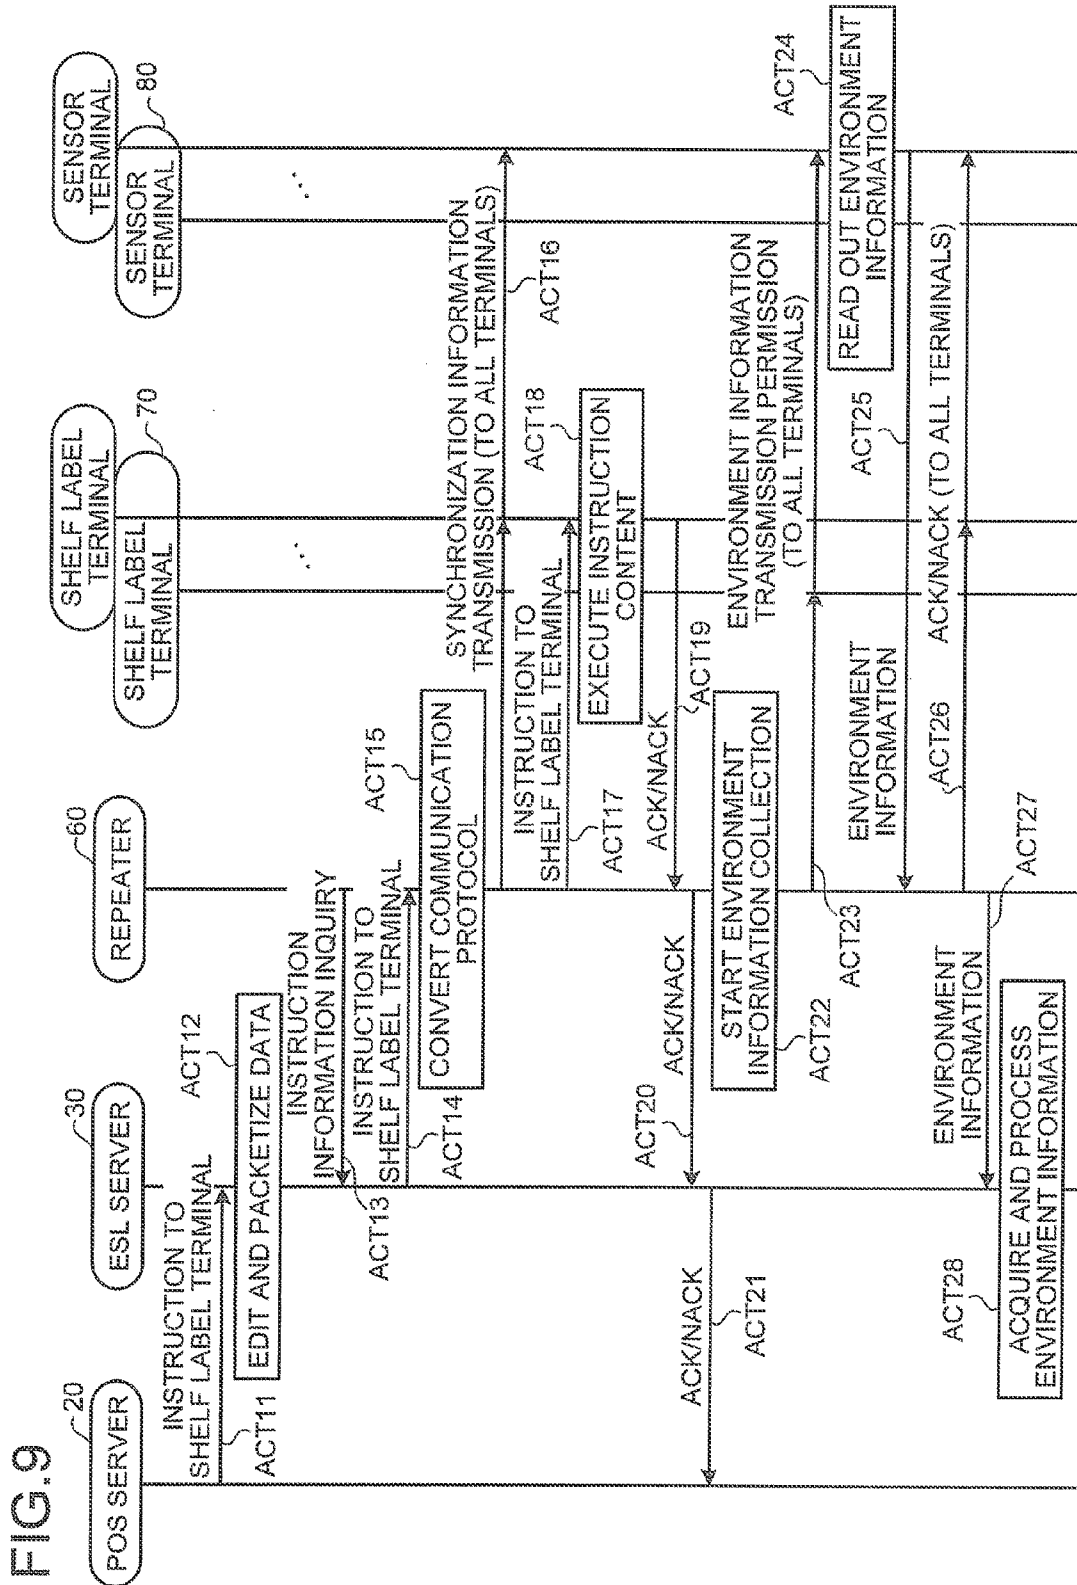 FIG.9
POS SERVER
20
ESL SERVER
30
REPEATER
60
SHELF LABEL
TERMINAL
SHELF LABEL
TERMINAL
70
SENSOR
TERMINAL
SENSOR
TERMINAL
80
INSTRUCTION TO
SHELF LABEL TERMINAL
ACT11
ACT12
EDIT AND PACKETIZE DATA
INSTRUCTION
INFORMATION INQUIRY
ACT13
INSTRUCTION TO
SHELF LABEL TERMINAL
ACT14
ACT15
CONVERT COMMUNICATION
PROTOCOL
SYNCHRONIZATION INFORMATION
TRANSMISSION (TO ALL TERMINALS)
ACT16
INSTRUCTION TO
SHELF LABEL TERMINAL
ACT17
ACT18
EXECUTE INSTRUCTION
CONTENT
ACK/NACK
ACT19
ACK/NACK
ACT20
ACK/NACK
ACT21
START ENVIRONMENT
INFORMATION COLLECTION
ACT22
ENVIRONMENT INFORMATION
TRANSMISSION PERMISSION
(TO ALL TERMINALS)
ACT23
ACT24
READ OUT ENVIRONMENT
INFORMATION
ENVIRONMENT
INFORMATION
ACT25
ACK/NACK (TO ALL TERMINALS)
ACT26
ENVIRONMENT
INFORMATION
ACT27
ACT28
ACQUIRE AND PROCESS
ENVIRONMENT INFORMATION